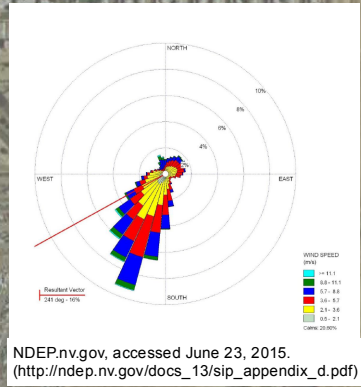 NORTH
10%
8%
6%
4%
2%
WEST
EAST
WIND SPEED
(m/s)
>= 11.1
8.8 - 11.1
5.7 - 8.8
3.6 - 5.7
2.1 - 3.6
0.5 - 2.1
Calms: 20.60%
Resultant Vector
241 deg - 16%
SOUTH
NDEP.nv.gov, accessed June 23, 2015.
(http://ndep.nv.gov/docs_13/sip_appendix_d.pdf)